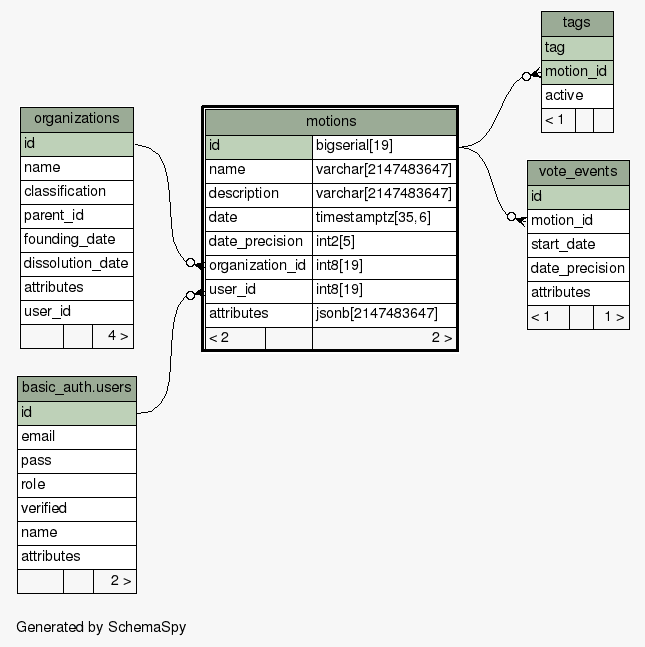 tags
tag
motion_id
active
< 1
organizations
id
name
classification
parent_id
founding_date
dissolution_date
attributes
user_id
4 >
motions
id bigserial[19]
name varchar[2147483647]
description varchar[2147483647]
date timestamptz[35,6]
date_precision int2[5]
organization_id int8[19]
user_id int8[19]
attributes jsonb[2147483647]
< 2 2 >
vote_events
id
motion_id
start_date
date_precision
attributes
< 1 1 >
basic_auth.users
id
email
pass
role
verified
name
attributes
2 >
Generated by SchemaSpy